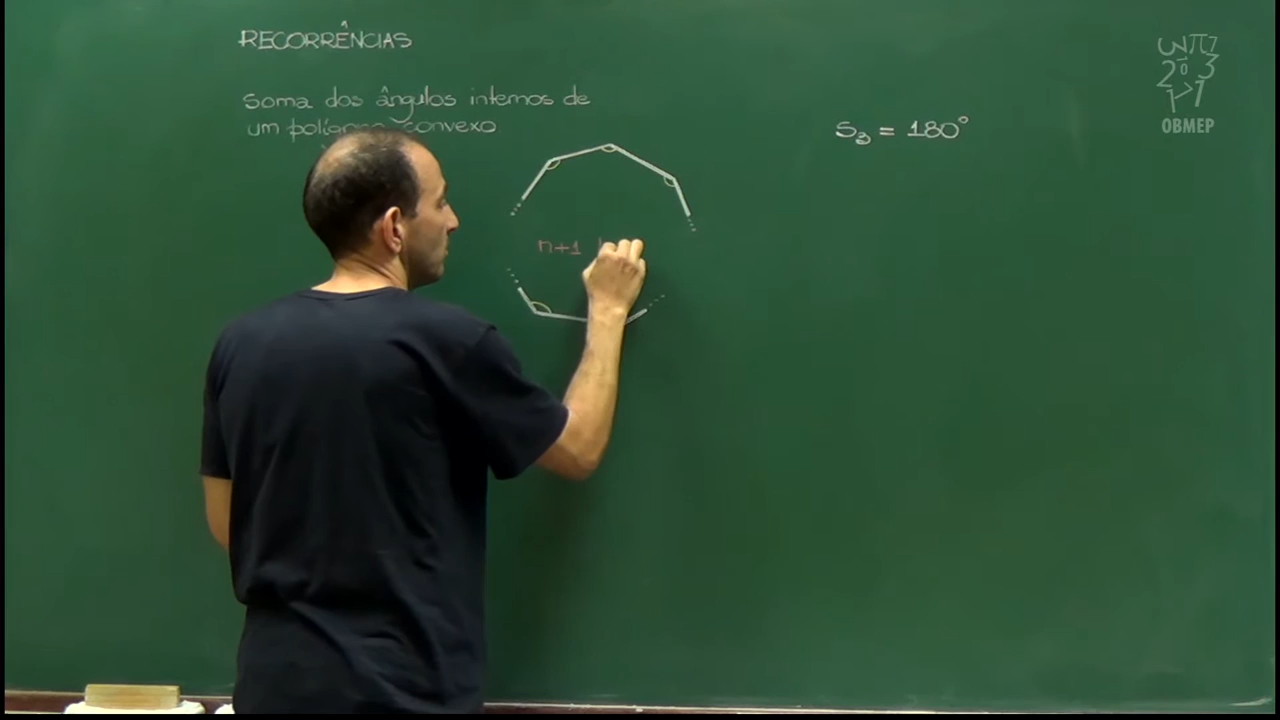 RECORRÊNCIAS
Soma dos ângulos internos de
um polígono convexo
S₃ = 180°
n+1
OBMEP